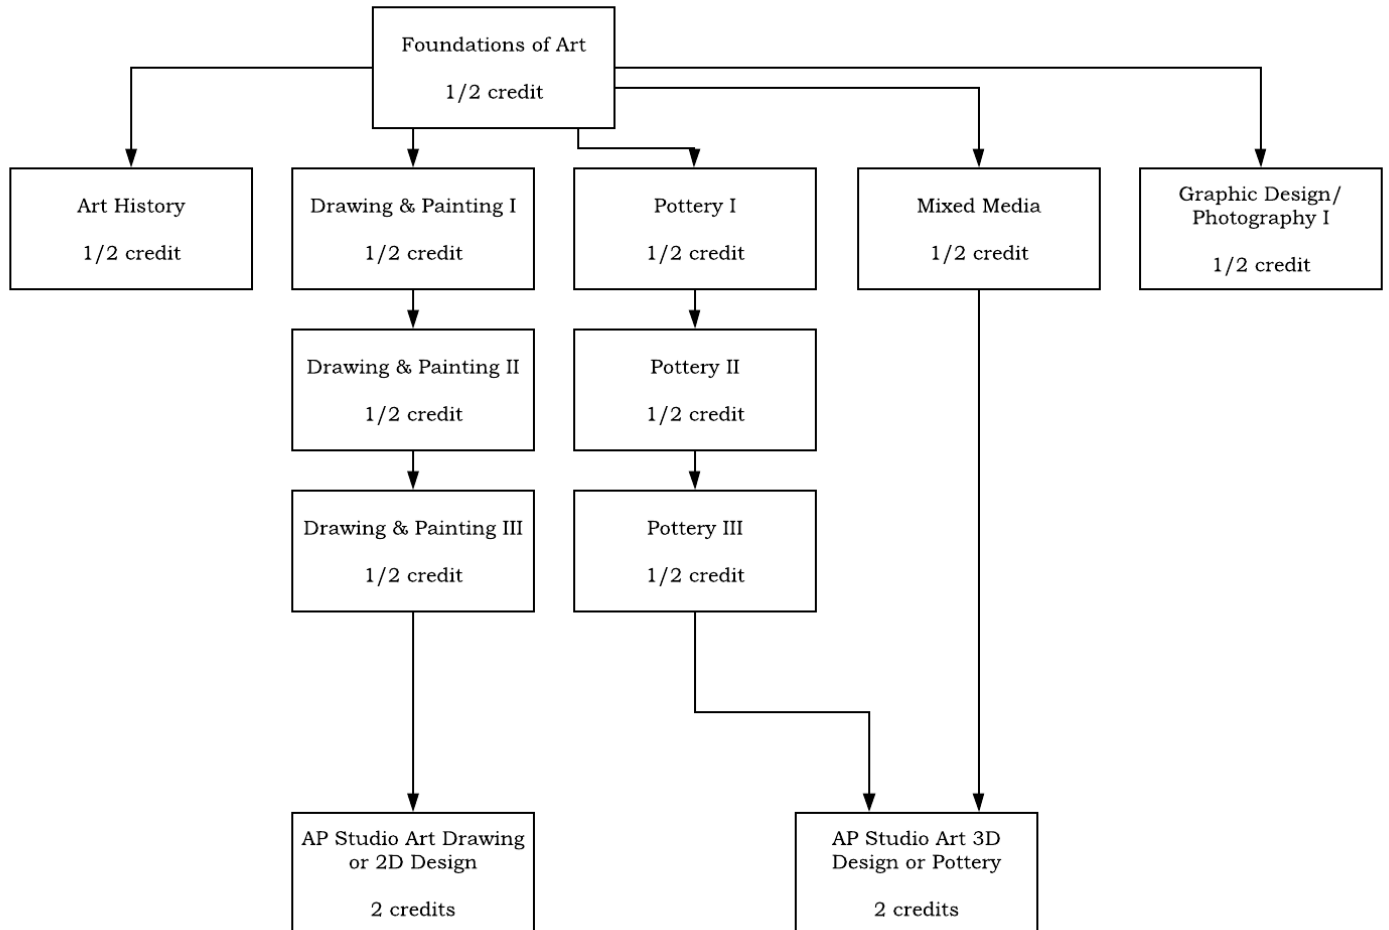 Foundations of Art
1/2 credit
Art History
1/2 credit
Drawing & Painting I
1/2 credit
Pottery I
1/2 credit
Mixed Media
1/2 credit
Graphic Design/
Photography I
1/2 credit
Drawing & Painting II
1/2 credit
Pottery II
1/2 credit
Drawing & Painting III
1/2 credit
Pottery III
1/2 credit
AP Studio Art Drawing
or 2D Design
2 credits
AP Studio Art 3D
Design or Pottery
2 credits